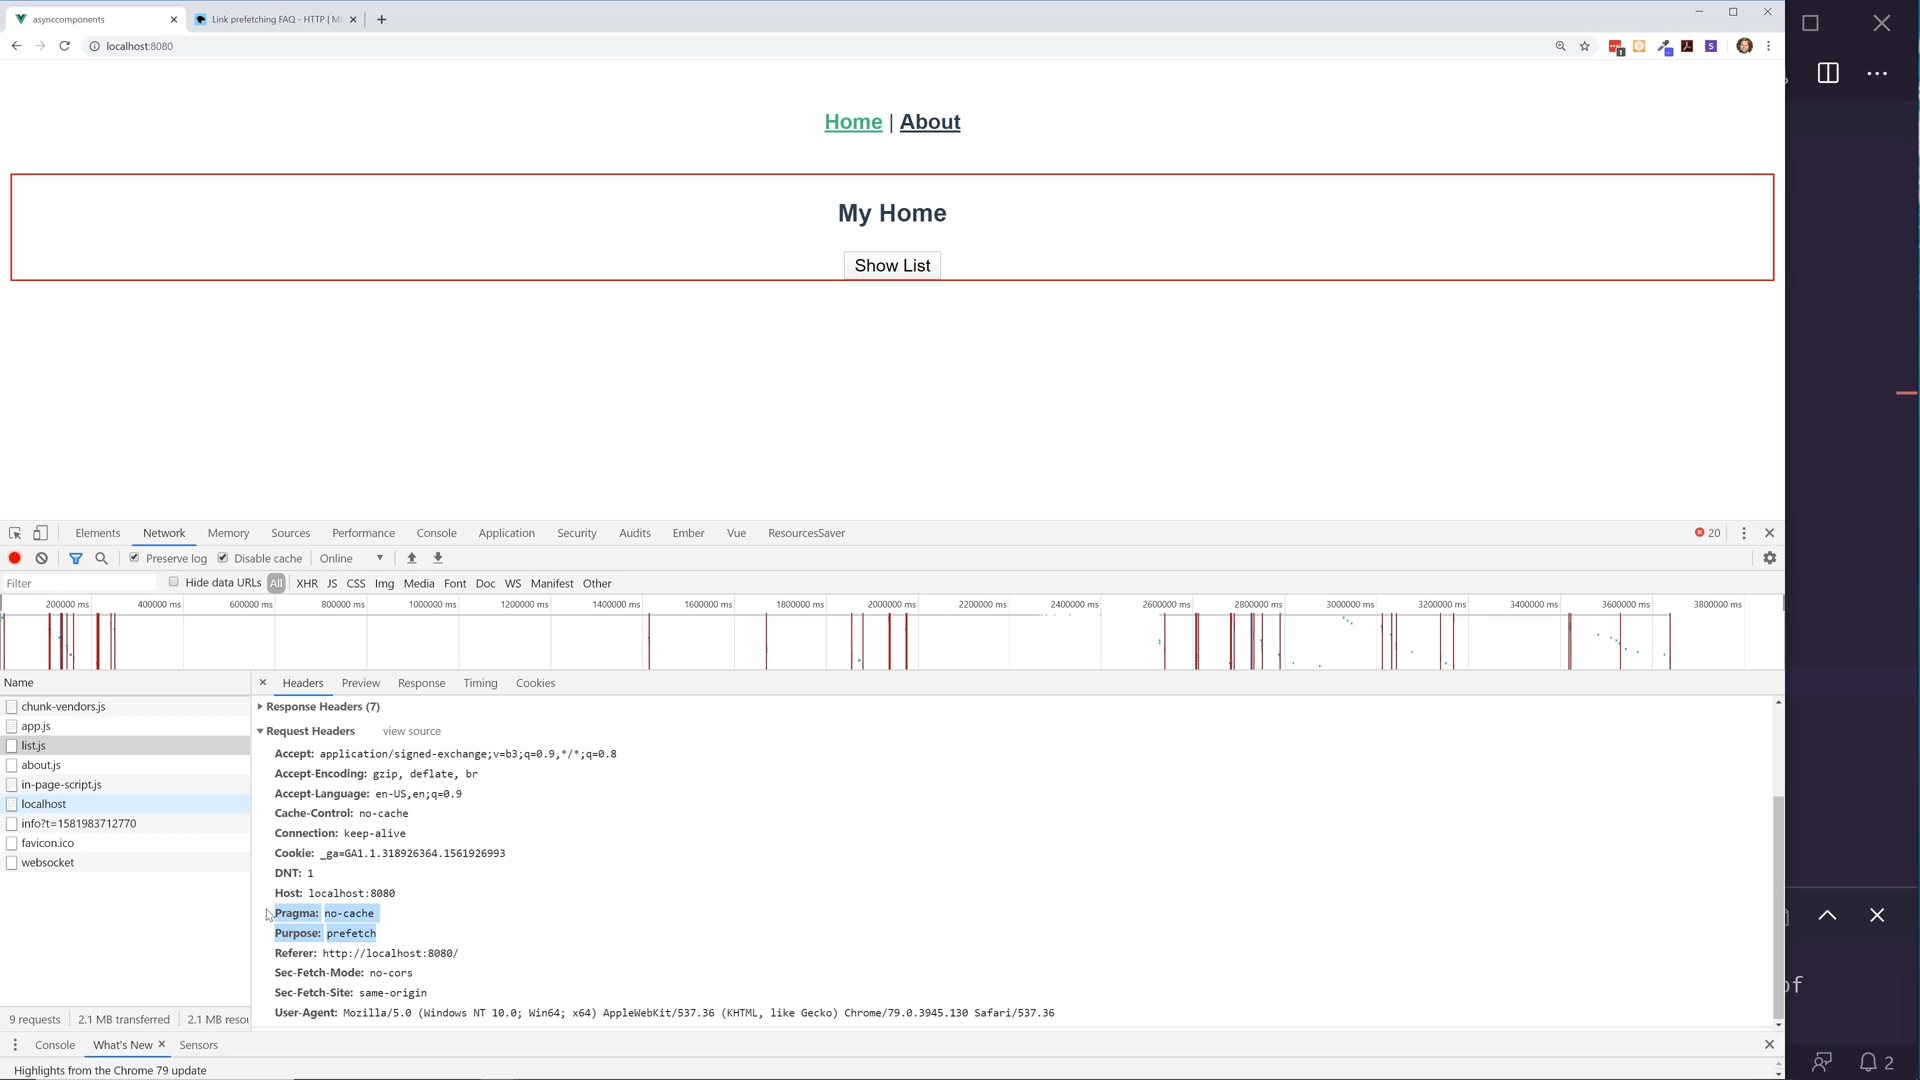 asynccomponents
Link prefetching FAQ - HTTP | M
localhost:8080
1
S
Home | About
My Home
Show List
Elements Network Memory Sources Performance Console Application Security Audits Ember Vue ResourcesSaver 20
Preserve log Disable cache Online
Filter Hide data URLs All XHR JS CSS Img Media Font Doc WS Manifest Other
200000 ms 400000 ms 600000 ms 800000 ms 1000000 ms 1200000 ms 1400000 ms 1600000 ms 1800000 ms 2000000 ms 2200000 ms 2400000 ms 2600000 ms 2800000 ms 3000000 ms 3200000 ms 3400000 ms 3600000 ms 3800000 ms
Name
Headers Preview Response Timing Cookies
chunk-vendors.js
app.js
list.js
about.js
in-page-script.js
localhost
info?t=1581983712770
favicon.ico
websocket
Response Headers (7)
Request Headers view source
Accept: application/signed-exchange;v=b3;q=0.9,*/*;q=0.8
Accept-Encoding: gzip, deflate, br
Accept-Language: en-US,en;q=0.9
Cache-Control: no-cache
Connection: keep-alive
Cookie: _ga=GA1.1.318926364.1561926993
DNT: 1
Host: localhost:8080
Pragma: no-cache
Purpose: prefetch
Referer: http://localhost:8080/
Sec-Fetch-Mode: no-cors
Sec-Fetch-Site: same-origin
User-Agent: Mozilla/5.0 (Windows NT 10.0; Win64; x64) AppleWebKit/537.36 (KHTML, like Gecko) Chrome/79.0.3945.130 Safari/537.36
9 requests 2.1 MB transferred 2.1 MB resou
Console What's New Sensors
Highlights from the Chrome 79 update
of
2